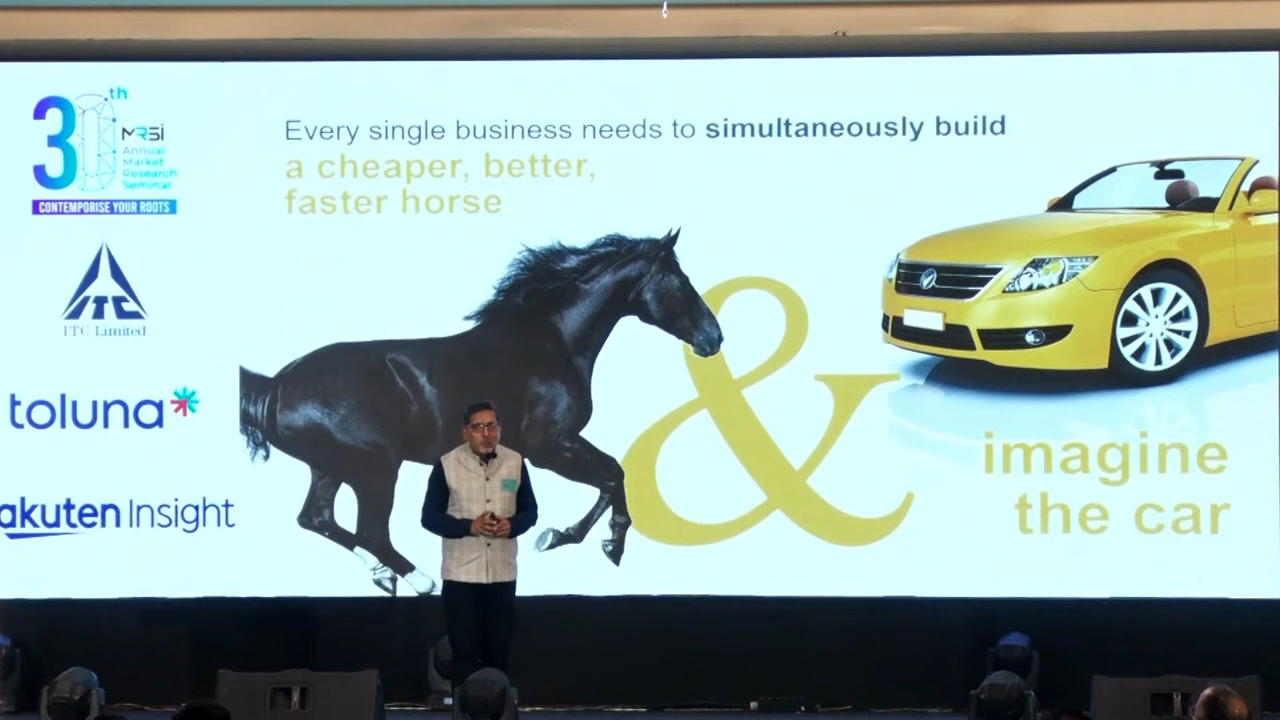 30th
MRSI
Annual
Market
Research
Seminar
CONTEMPORISE YOUR ROOTS
ITC
ITC Limited
toluna
akuten Insight
Every single business needs to simultaneously build
a cheaper, better,
faster horse
&
imagine
the car